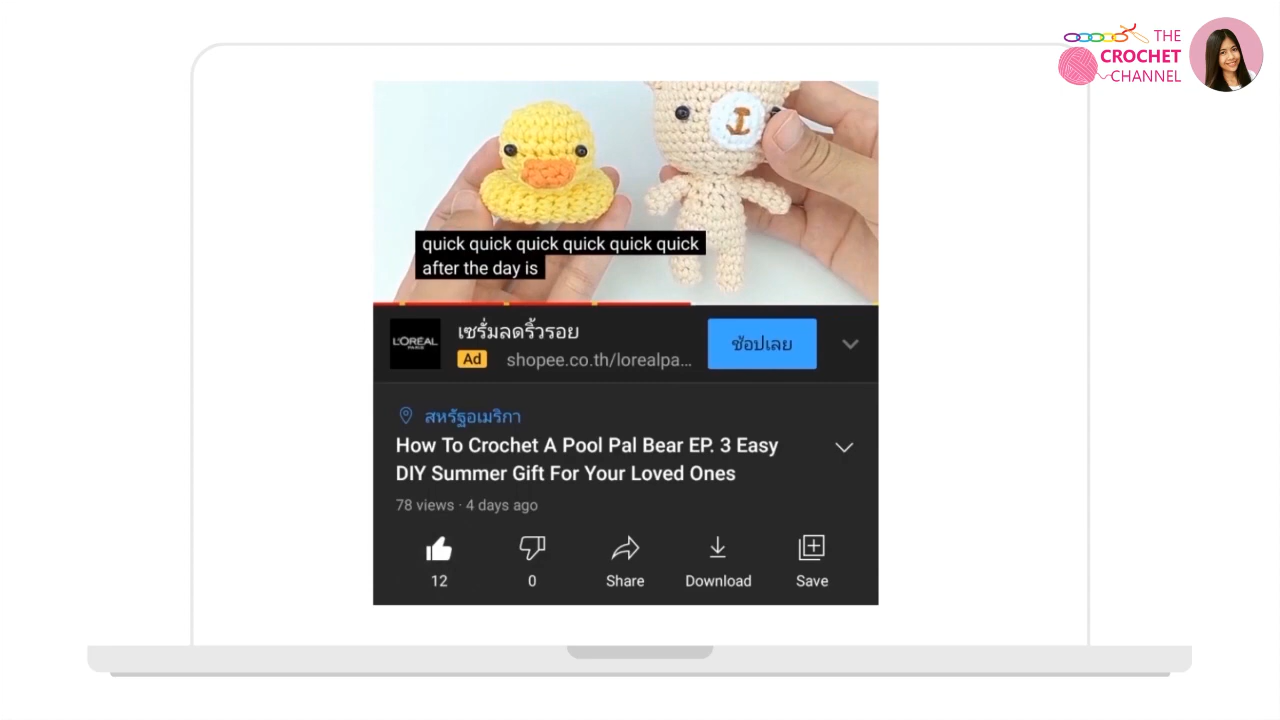 THE
CROCHET
CHANNEL
quick quick quick quick quick quick
after the day is
L'ORÉAL
PARIS
เซรั่มลดริ้วรอย
Ad shopee.co.th/lorealpa...
ช้อปเลย
สหรัฐอเมริกา
How To Crochet A Pool Pal Bear EP. 3 Easy
DIY Summer Gift For Your Loved Ones
78 views · 4 days ago
12
0
Share
Download
Save